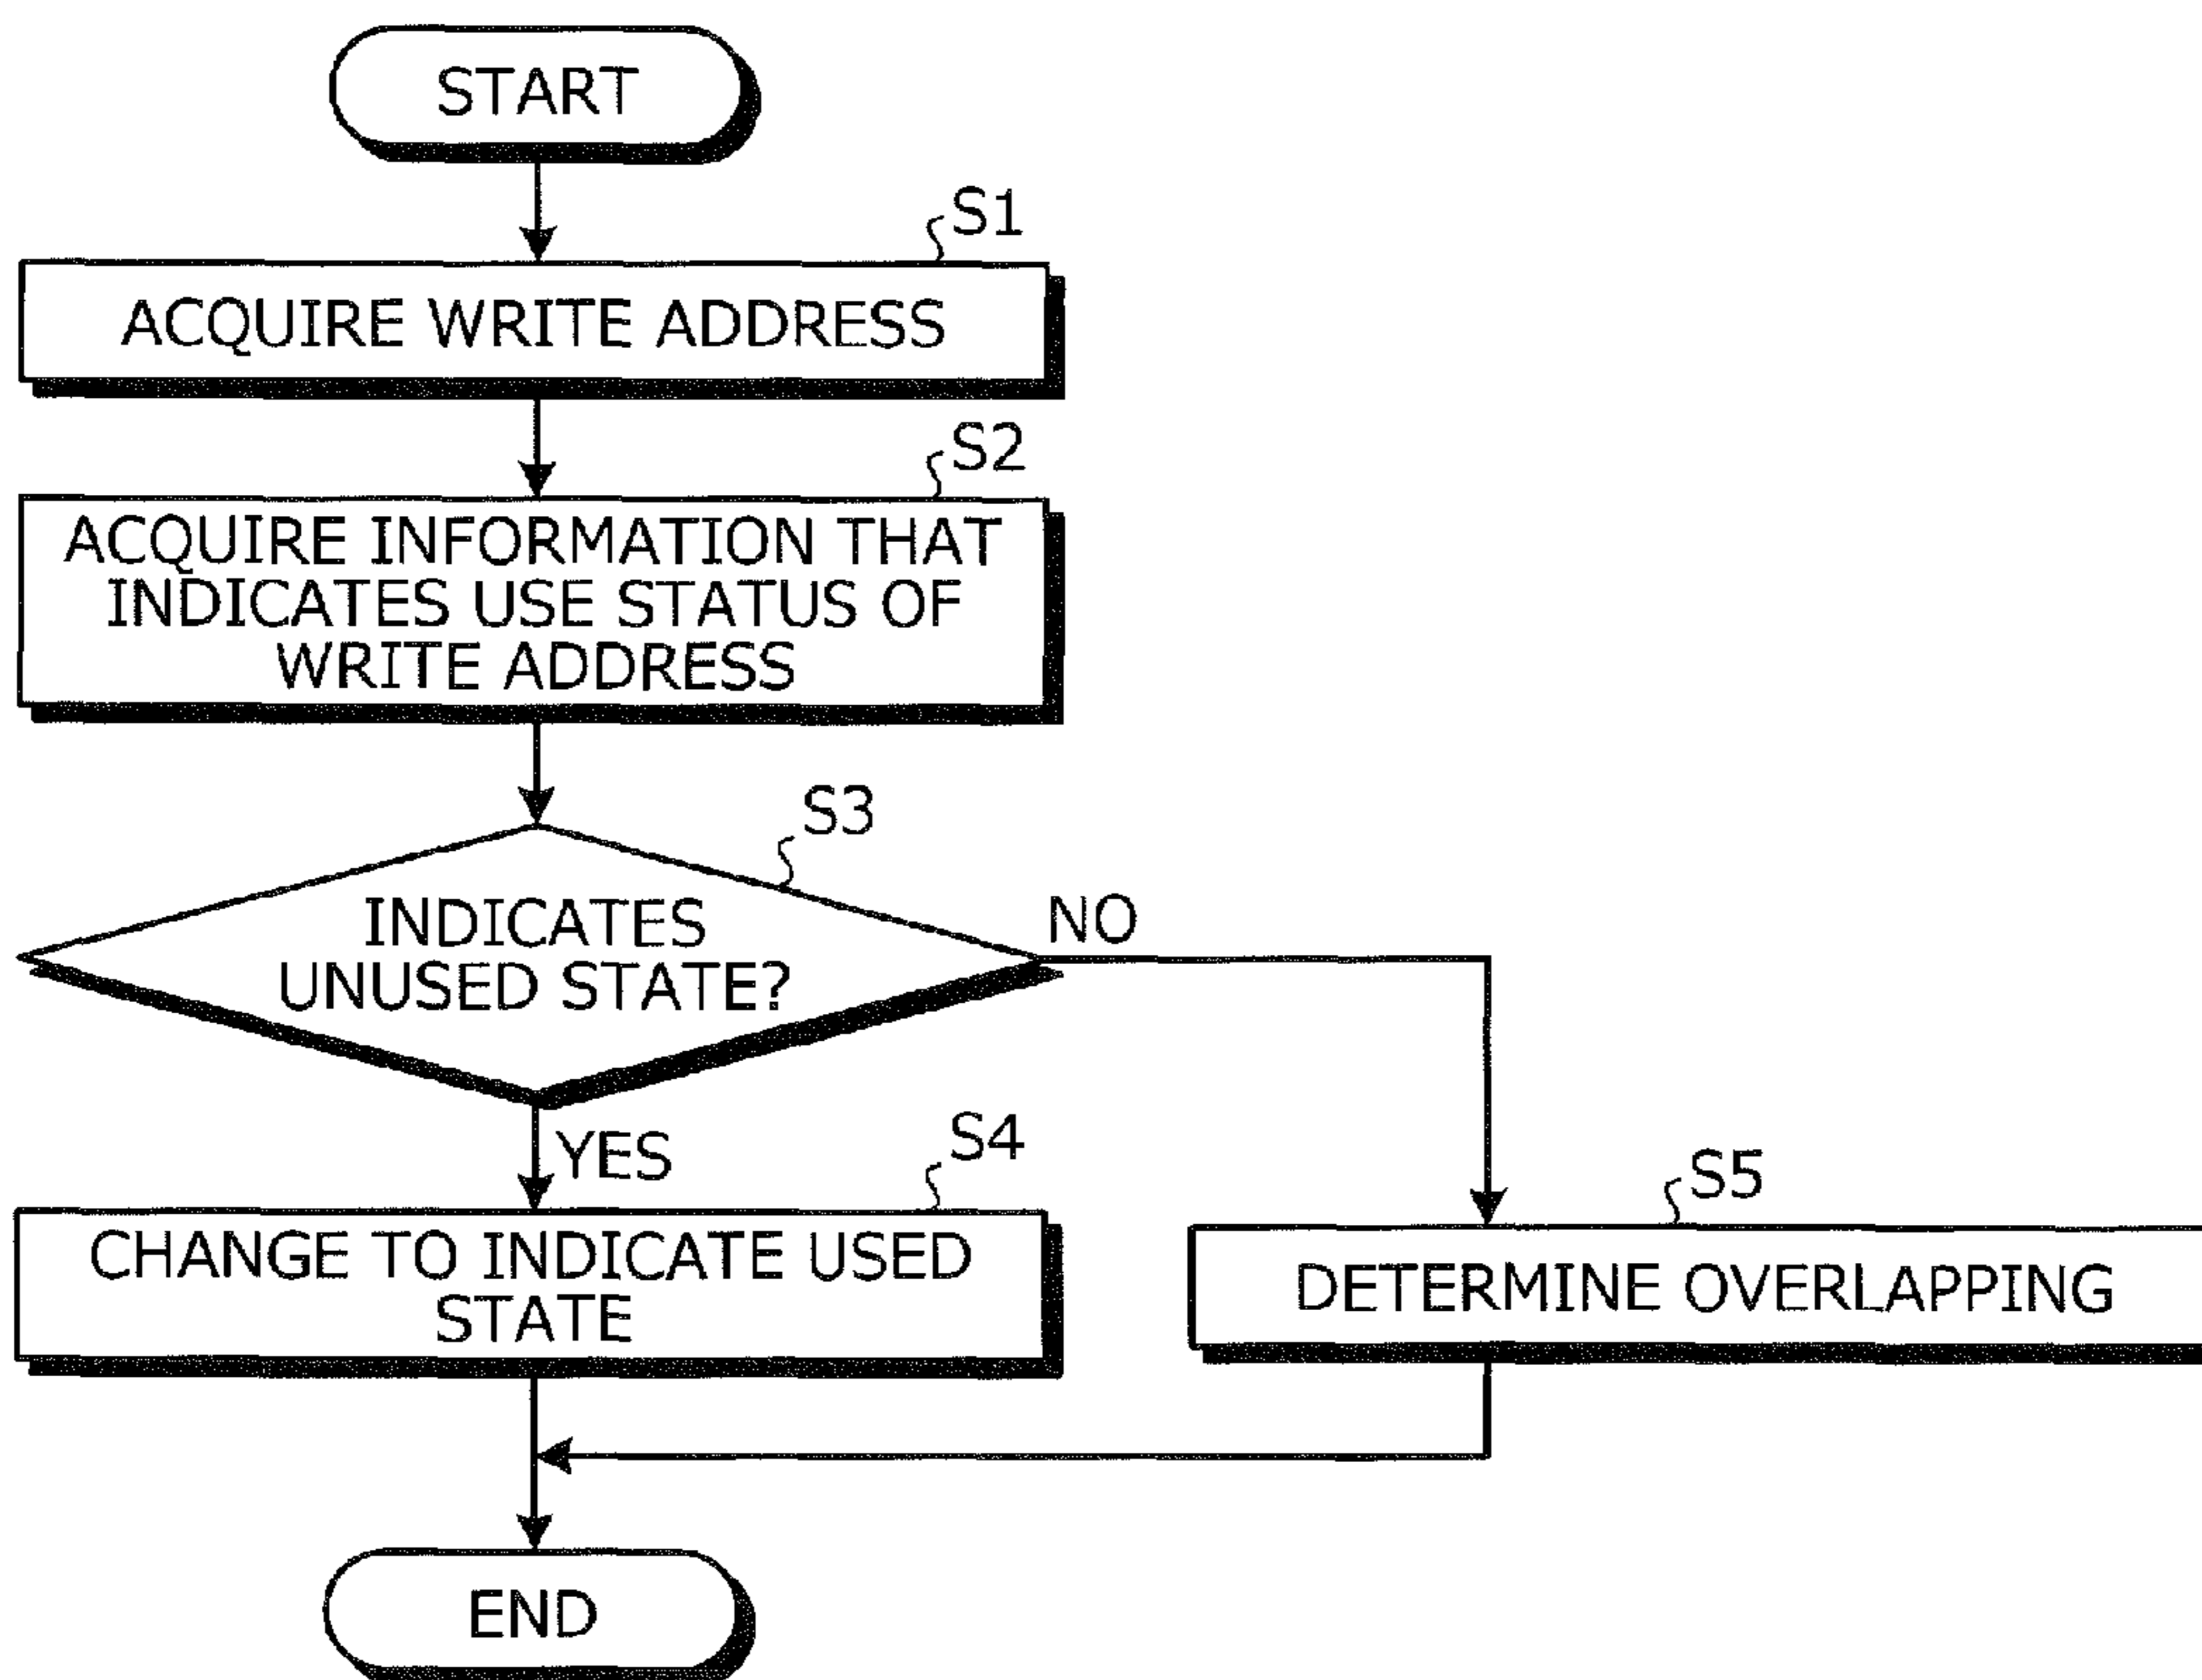 START
S1
ACQUIRE WRITE ADDRESS
S2
ACQUIRE INFORMATION THAT
INDICATES USE STATUS OF
WRITE ADDRESS
S3
INDICATES
UNUSED STATE?
NO
YES
S4
CHANGE TO INDICATE USED
STATE
S5
DETERMINE OVERLAPPING
END